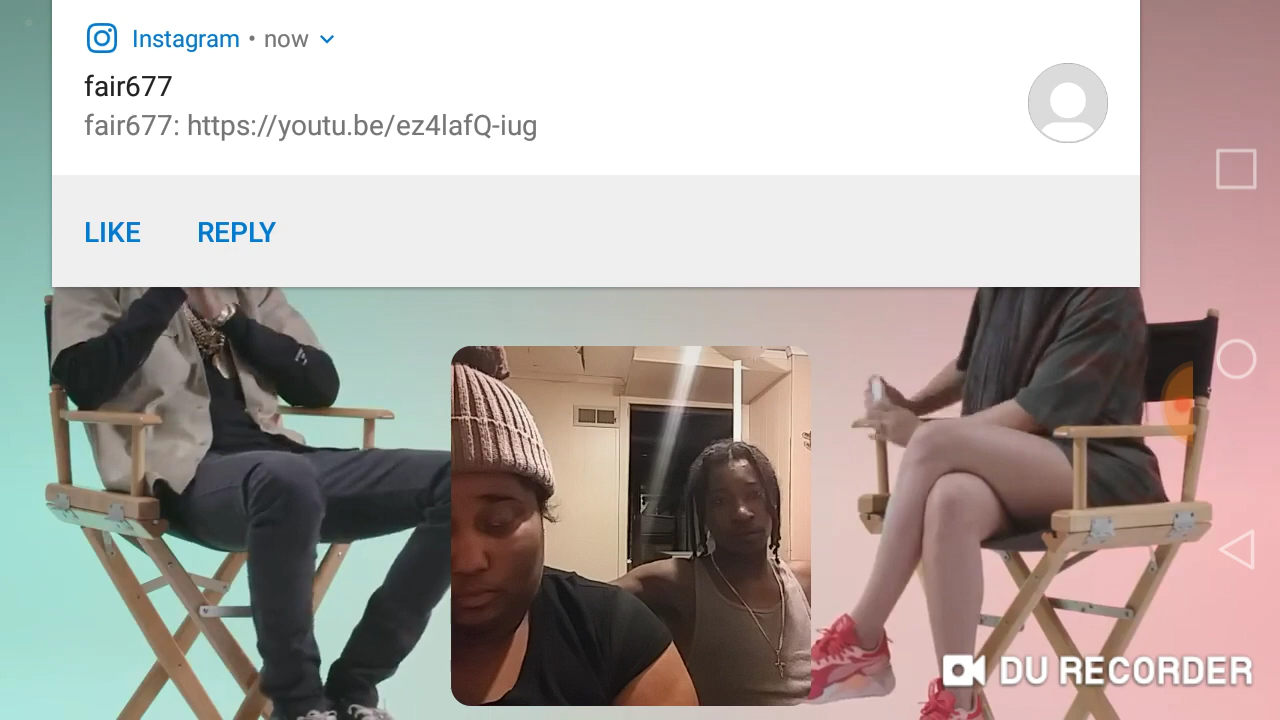 Instagram • now
fair677
fair677: https://youtu.be/ez4lafQ-iug
LIKE REPLY
DU RECORDER